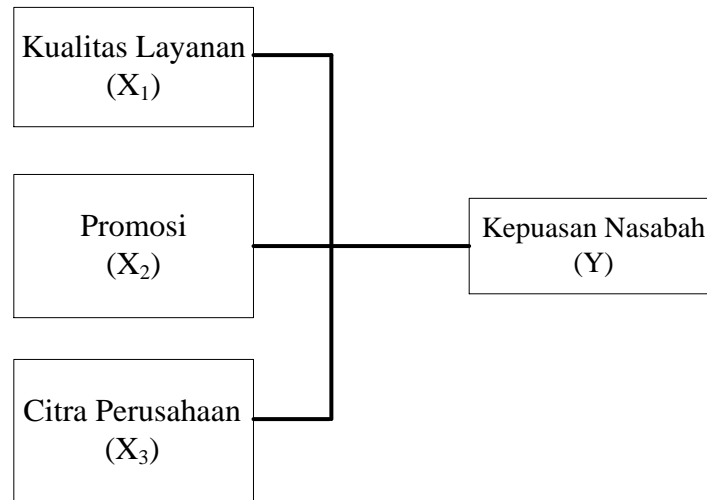 Kualitas Layanan
(X₁)
Promosi
(X₂)
Kepuasan Nasabah
(Y)
Citra Perusahaan
(X₃)